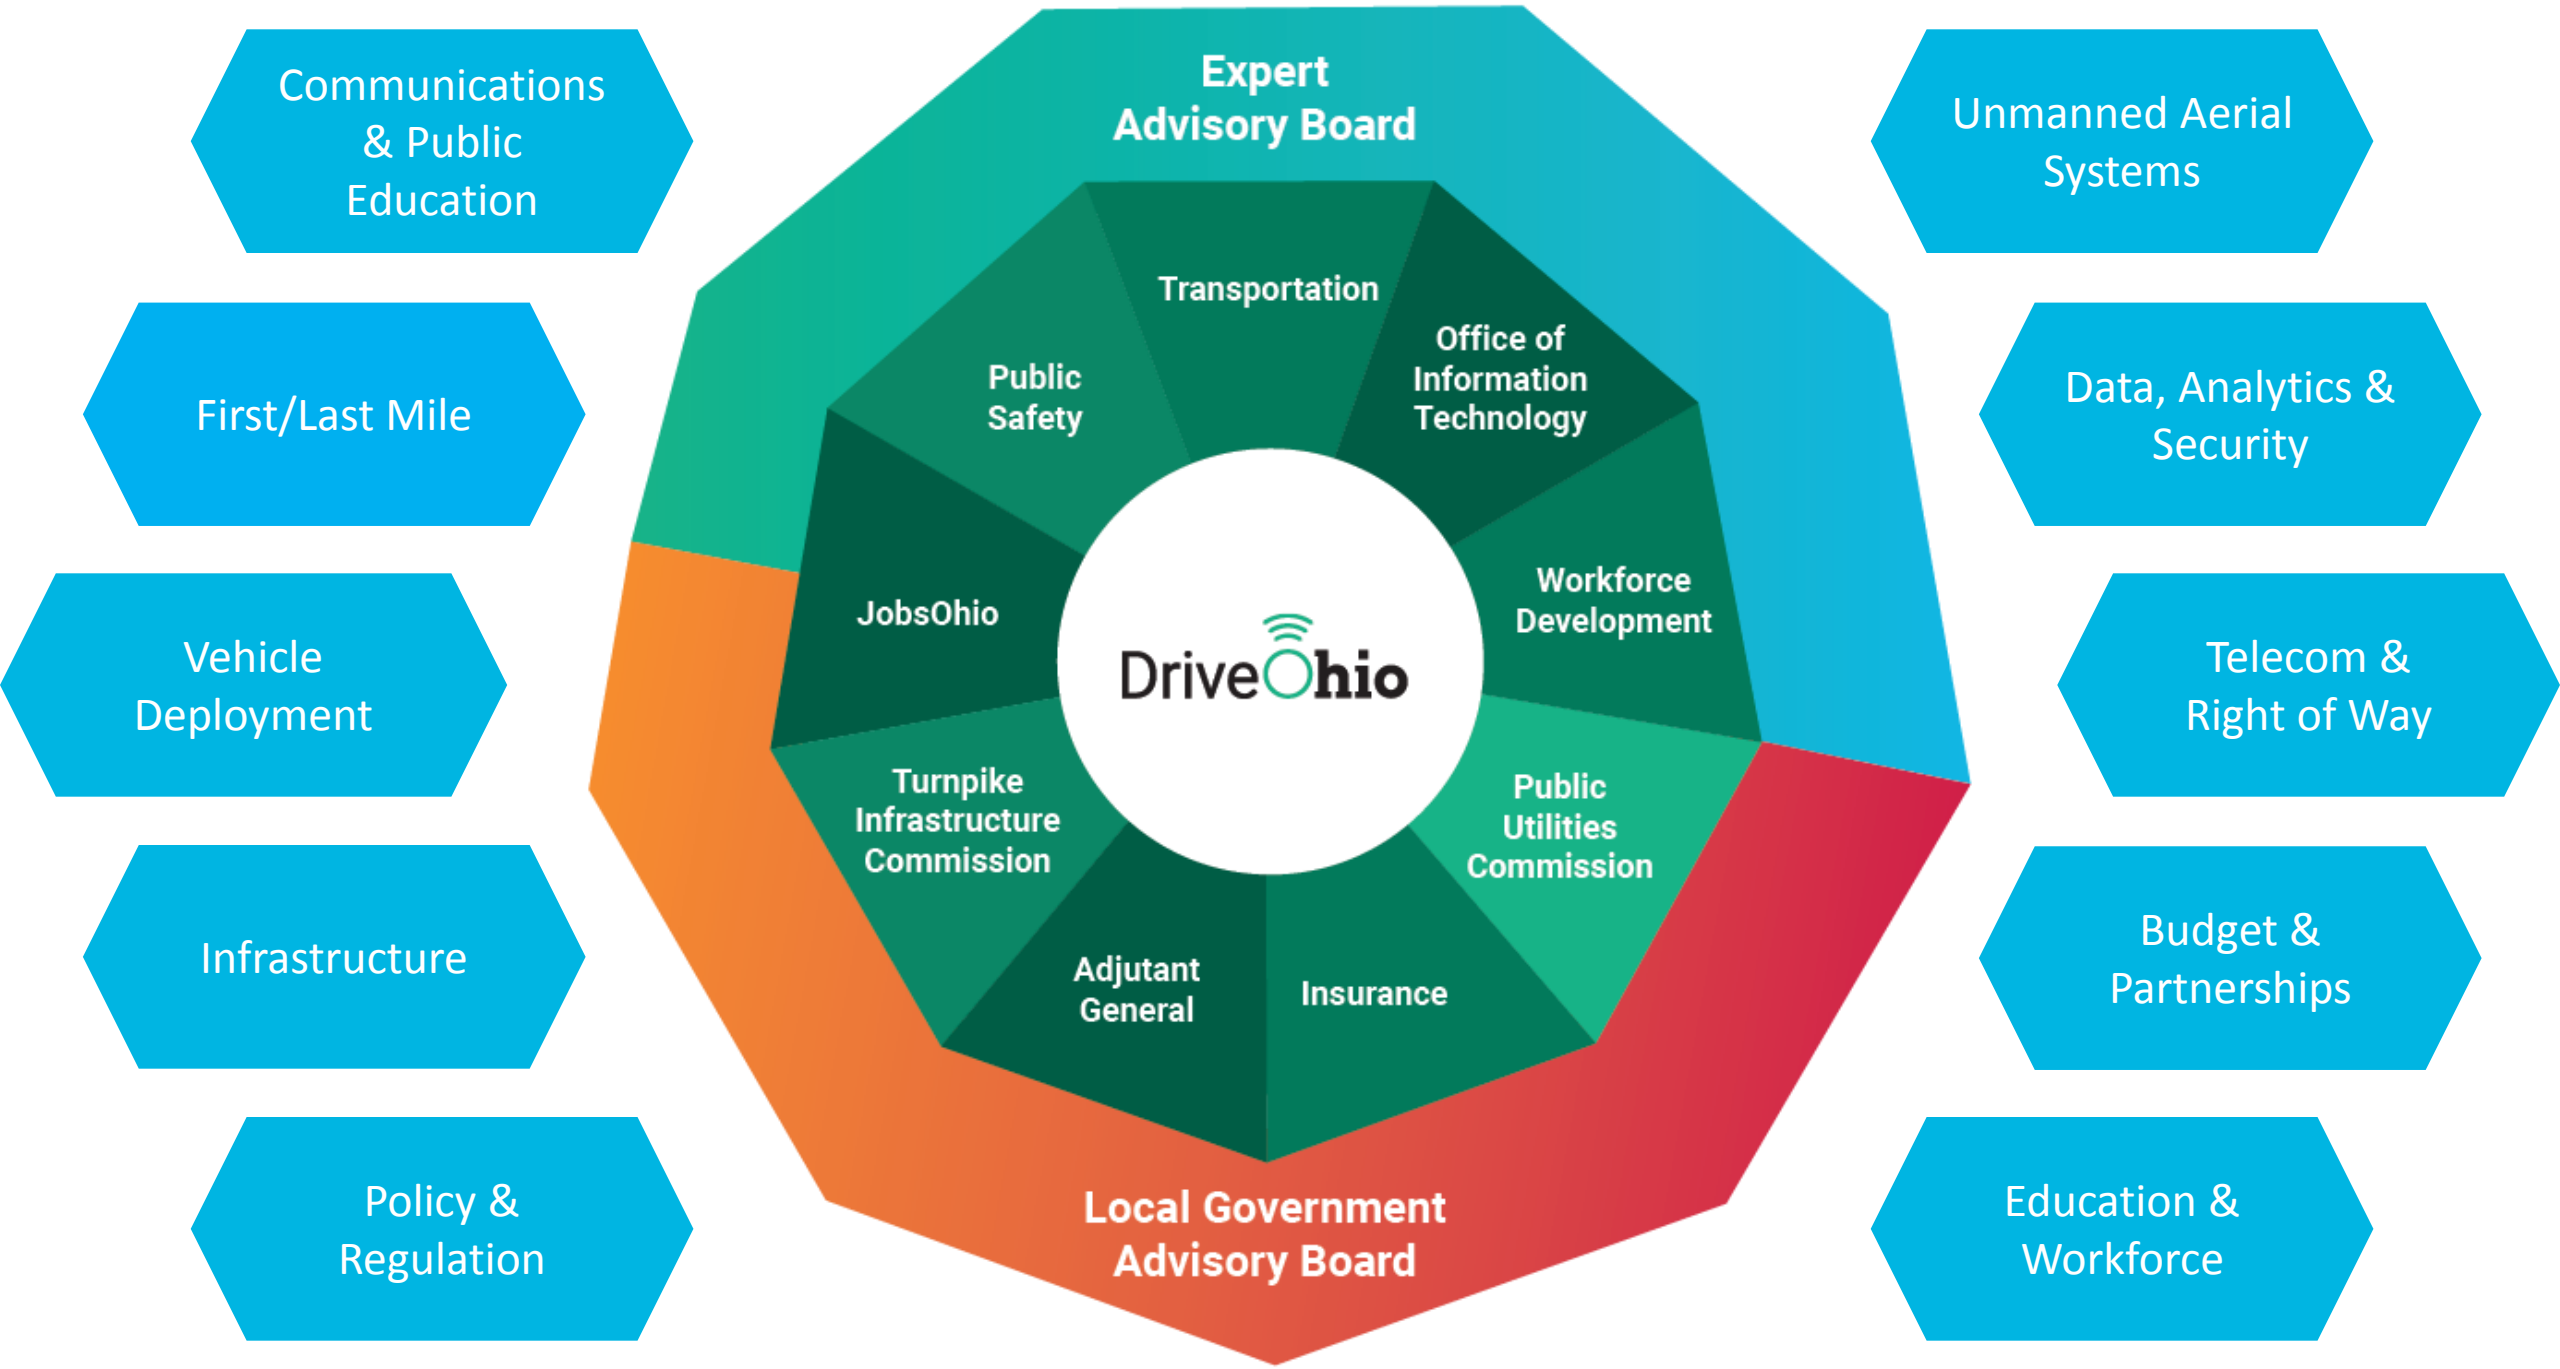 Communications
& Public
Education
First/Last Mile
Vehicle
Deployment
Infrastructure
Policy &
Regulation
Expert
Advisory Board
Transportation
Office of
Information
Technology
Workforce
Development
Public
Utilities
Commission
Insurance
Adjutant
General
Turnpike
Infrastructure
Commission
JobsOhio
Public
Safety
DriveOhio
Local Government
Advisory Board
Unmanned Aerial
Systems
Data, Analytics &
Security
Telecom &
Right of Way
Budget &
Partnerships
Education &
Workforce